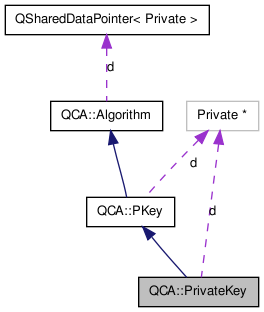 QSharedDataPointer< Private >
d
QCA::Algorithm
Private *
d
QCA::PKey
d
QCA::PrivateKey